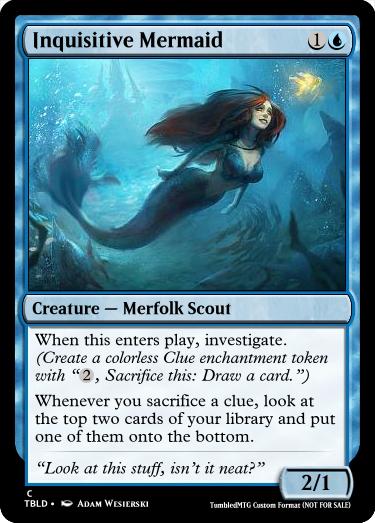 Inquisitive Mermaid 1
Creature — Merfolk Scout
When this enters play, investigate.
(Create a colorless Clue enchantment token
with “2, Sacrifice this: Draw a card.”)
Whenever you sacrifice a clue, look at
the top two cards of your library and put
one of them onto the bottom.
“Look at this stuff, isn’t it neat?”
2/1
C
TBLD • Adam Wesierski
TumbledMTG Custom Format (NOT FOR SALE)